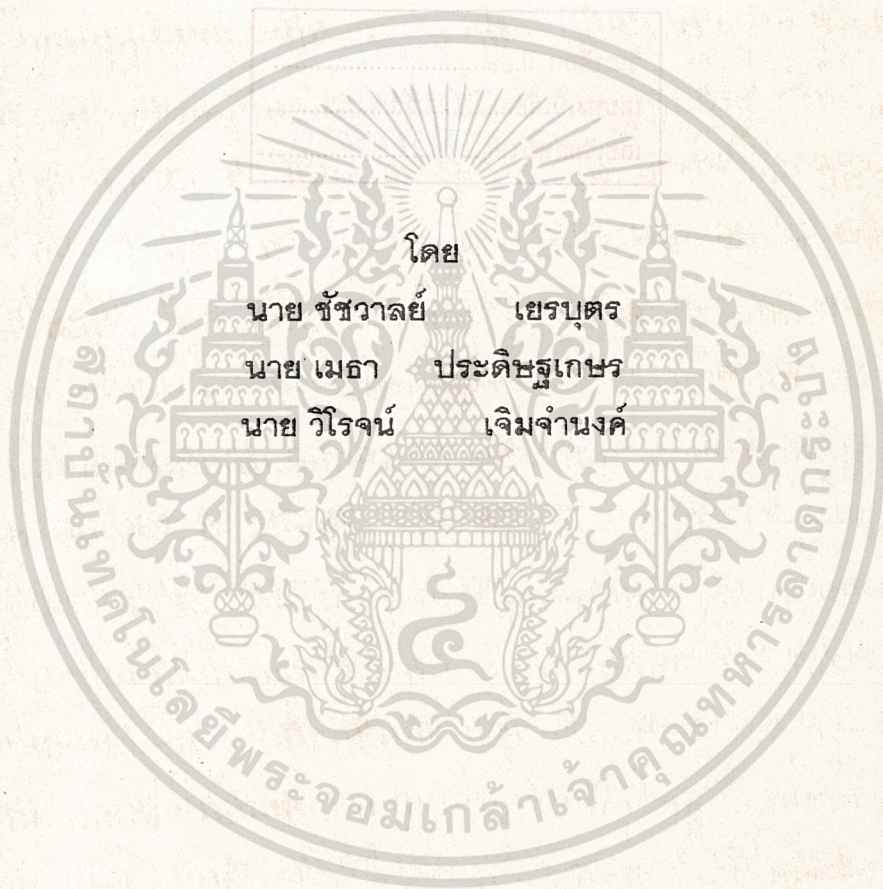 โดย
นาย ชัชวาลย์ เยรบุตร
นาย เมธา ประดิษฐเกษร
นาย วิโรจน์ เจิมจำนงค์
สถาบันเทคโนโลยีพระจอมเกล้าเจ้าคุณทหารลาดกระบัง
๔